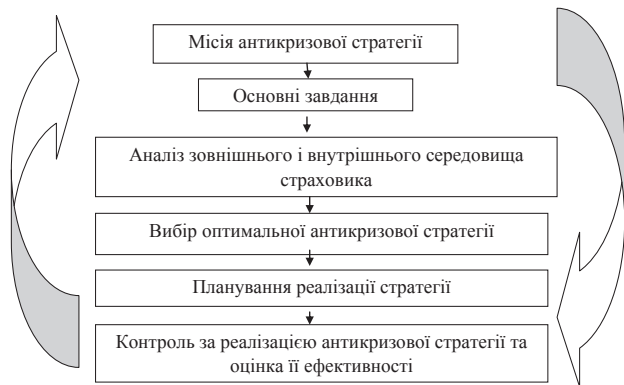 Місія антикризової стратегії
Основні завдання
Аналіз зовнішнього і внутрішнього середовища
страховика
Вибір оптимальної антикризової стратегії
Планування реалізації стратегії
Контроль за реалізацією антикризової стратегії та
оцінка її ефективності